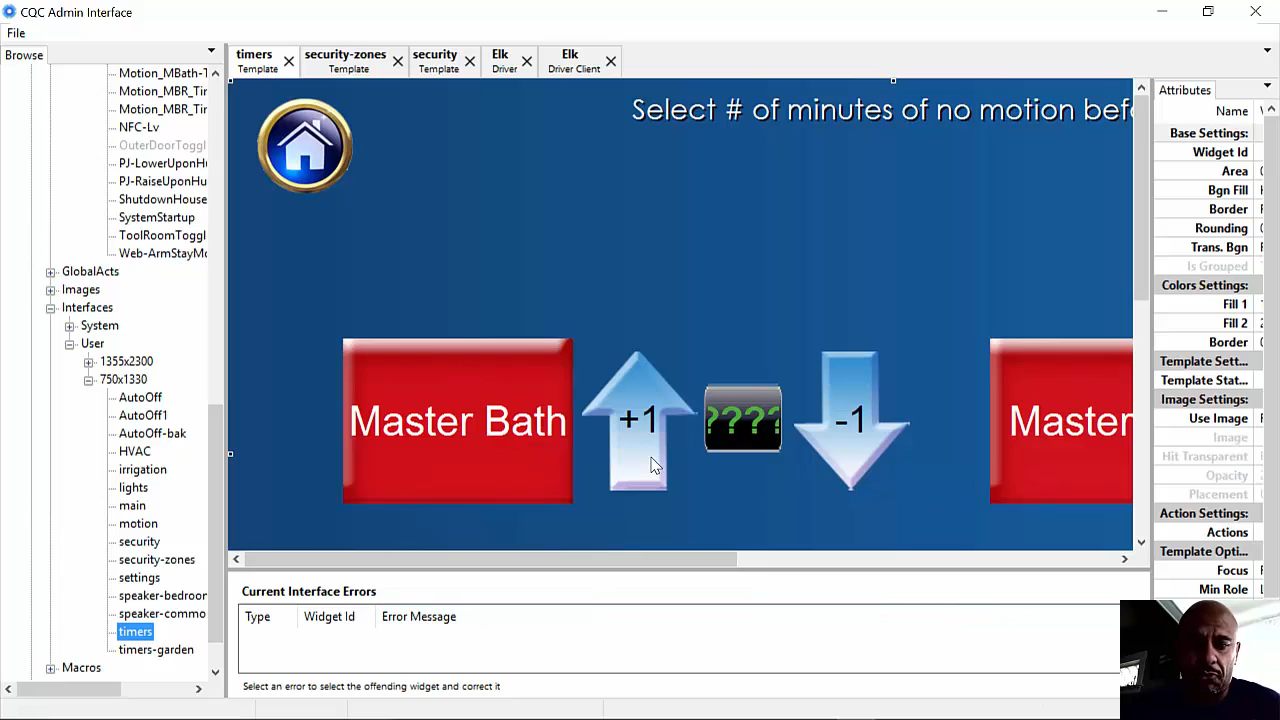 CQC Admin Interface
File
Browse
Motion_MBath-T
Motion_MBR_Tir
Motion_MBR_Tir
NFC-Lv
OuterDoorToggl
PJ-LowerUponHu
PJ-RaiseUponHu
ShutdownHouse
SystemStartup
ToolRoomTogglo
Web-ArmStayMo
GlobalActs
Images
Interfaces
System
User
1355x2300
750x1330
AutoOff
AutoOff1
AutoOff-bak
HVAC
irrigation
lights
main
motion
security
security-zones
settings
speaker-bedroon
speaker-commo
timers
timers-garden
Macros
timers
Template
security-zones
Template
security
Template
Elk
Driver
Elk
Driver Client
Select # of minutes of no motion befo
Master Bath
+1
????
-1
Master
Current Interface Errors
Type Widget Id Error Message
Select an error to select the offending widget and correct it
Attributes
Name
Base Settings:
Widget Id
Area
Bgn Fill
Border
Rounding
Trans. Bgn
Is Grouped
Colors Settings:
Fill 1
Fill 2
Border
Template Sett...
Template Stat...
Image Settings:
Use Image
Image
Hit Transparent
Opacity
Placement
Action Settings:
Actions
Template Opti...
Focus
Min Role